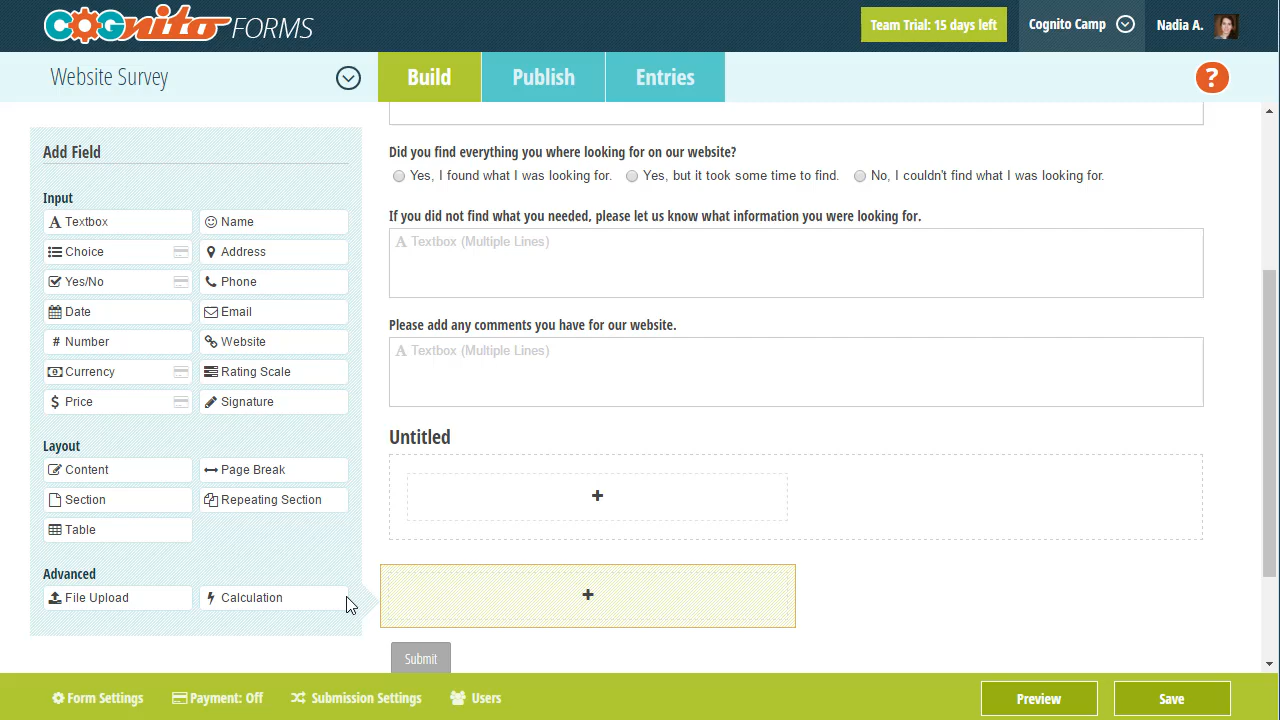 COGnito FORMS
Team Trial: 15 days left
Cognito Camp
Nadia A.
Website Survey
Build
Publish
Entries
?
Add Field
Input
Textbox
Name
Choice
Address
Yes/No
Phone
Date
Email
Number
Website
Currency
Rating Scale
Price
Signature
Layout
Content
Page Break
Section
Repeating Section
Table
Advanced
File Upload
Calculation
Did you find everything you where looking for on our website?
Yes, I found what I was looking for.
Yes, but it took some time to find.
No, I couldn't find what I was looking for.
If you did not find what you needed, please let us know what information you were looking for.
Textbox (Multiple Lines)
Please add any comments you have for our website.
Textbox (Multiple Lines)
Untitled
+
+
Submit
Form Settings
Payment: Off
Submission Settings
Users
Preview
Save